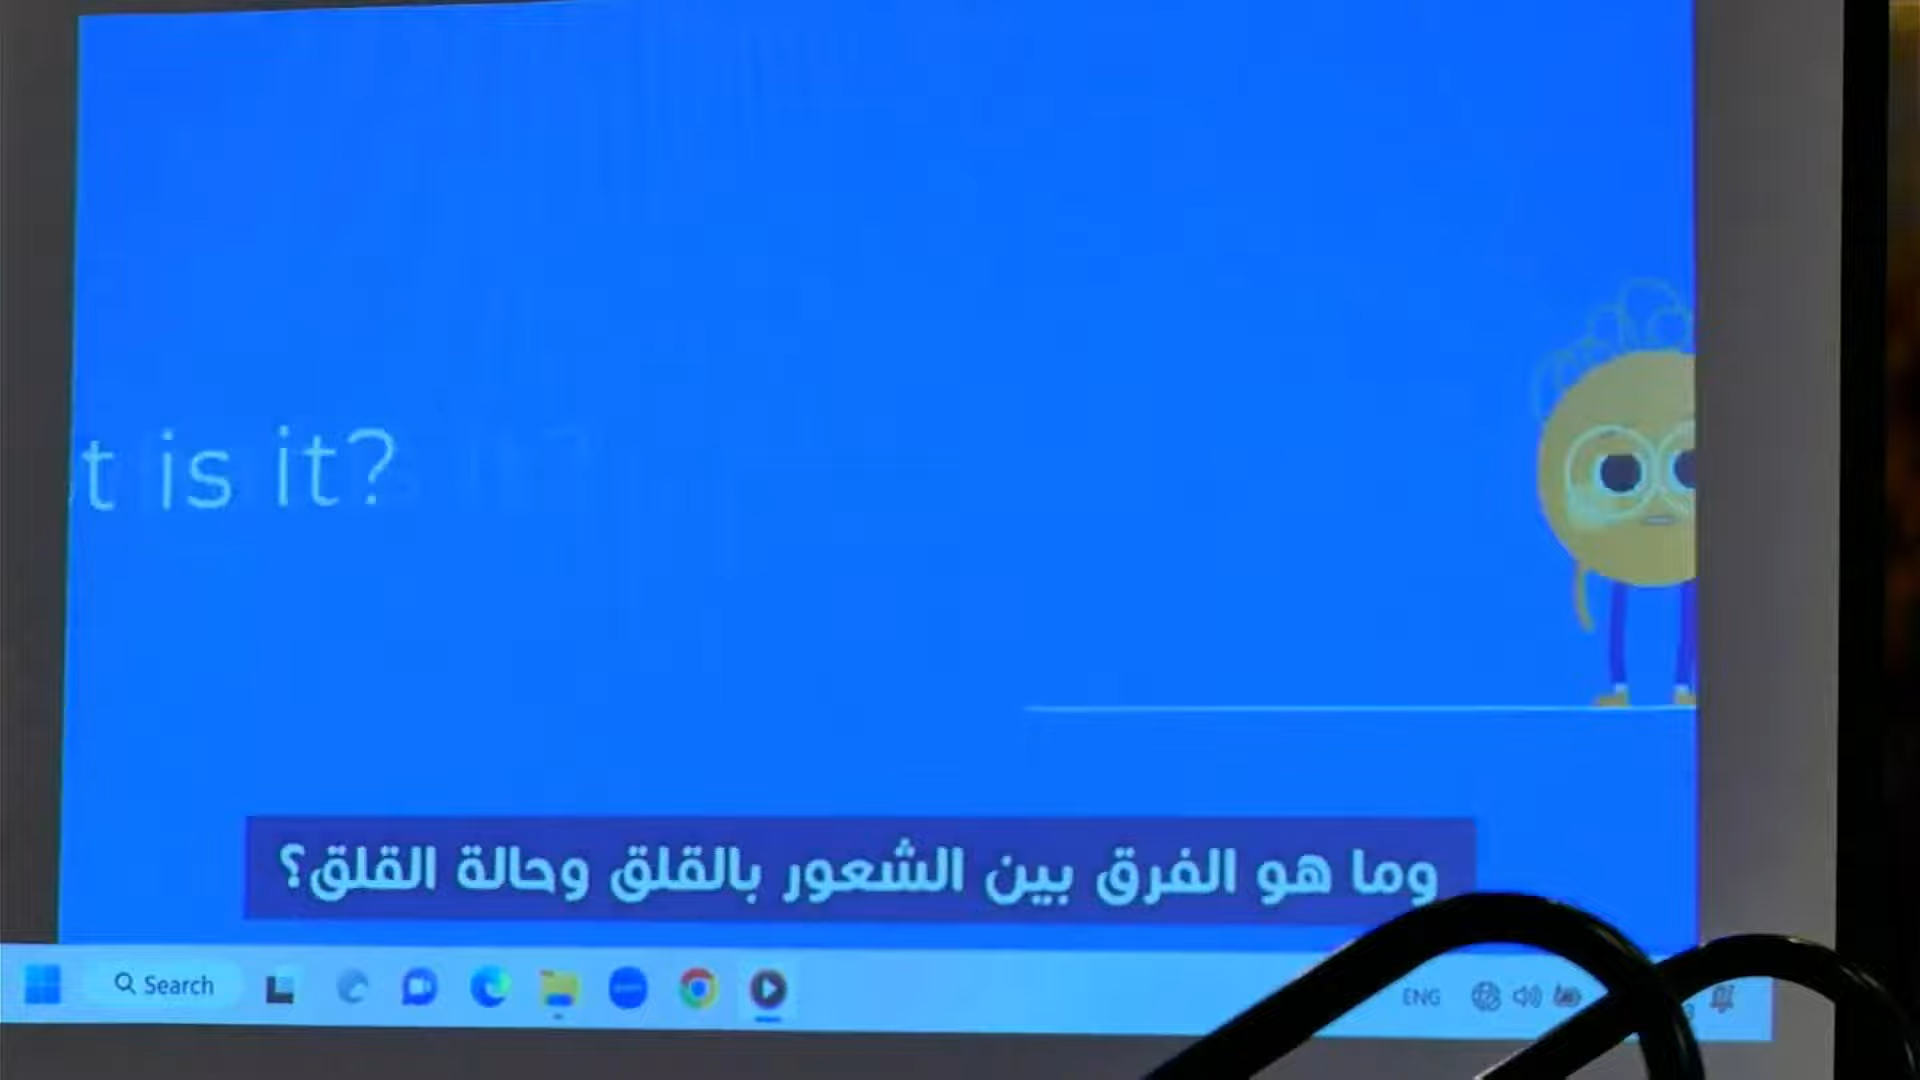 t is it?
وما هو الفرق بين الشعور بالقلق وحالة القلق؟
Search
ENG